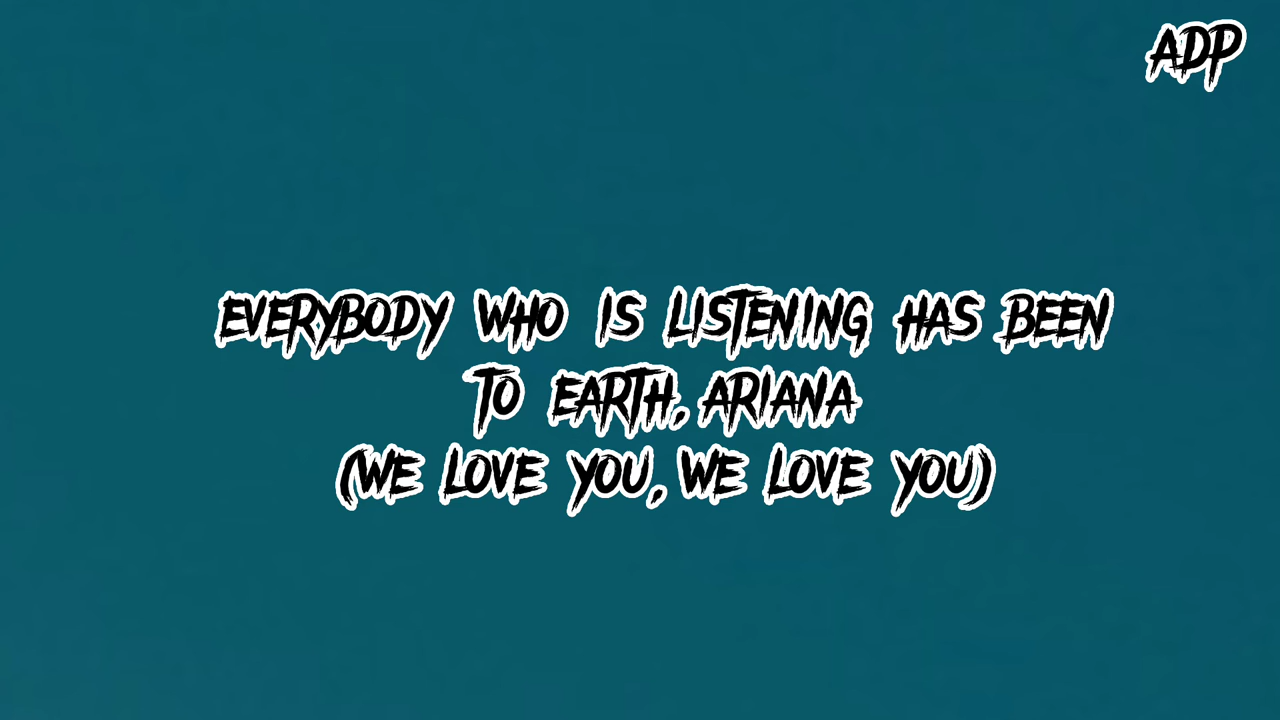 ADP
EVERYBODY WHO IS LISTENING HAS BEEN
TO EARTH, ARIANA
(WE LOVE YOU, WE LOVE YOU)